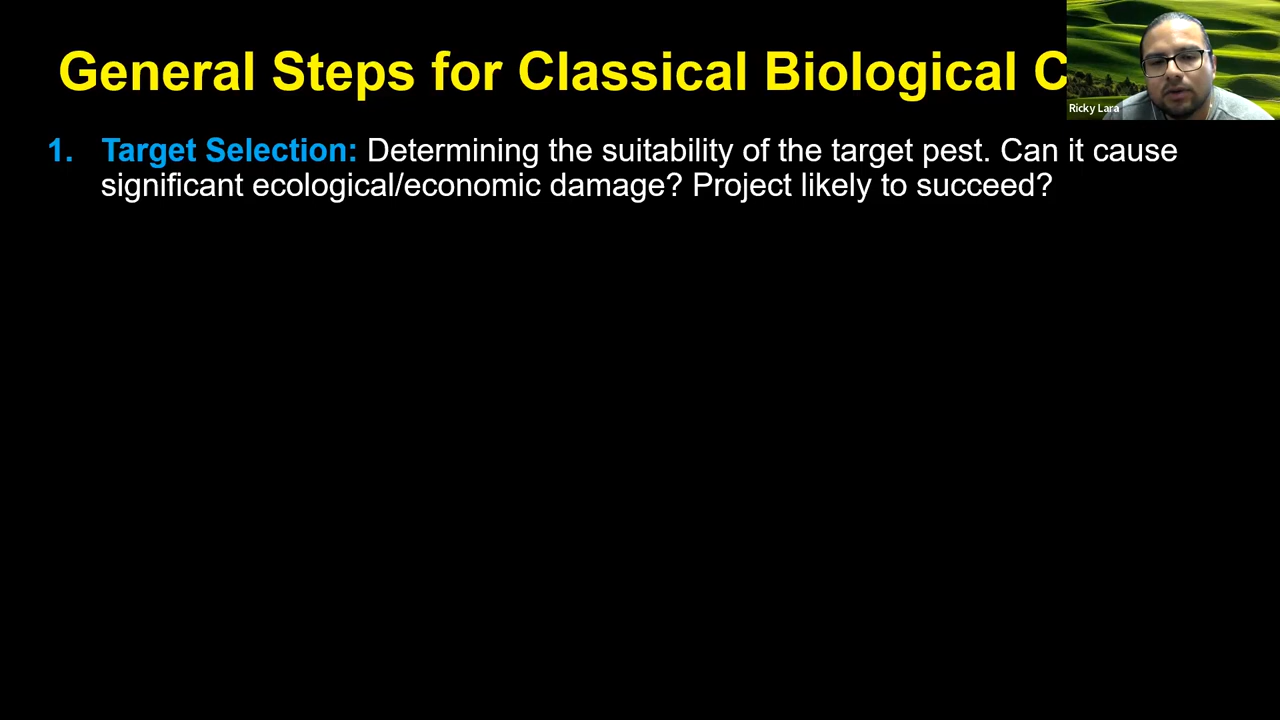 General Steps for Classical Biological C
Ricky Lara
1. Target Selection: Determining the suitability of the target pest. Can it cause
significant ecological/economic damage? Project likely to succeed?